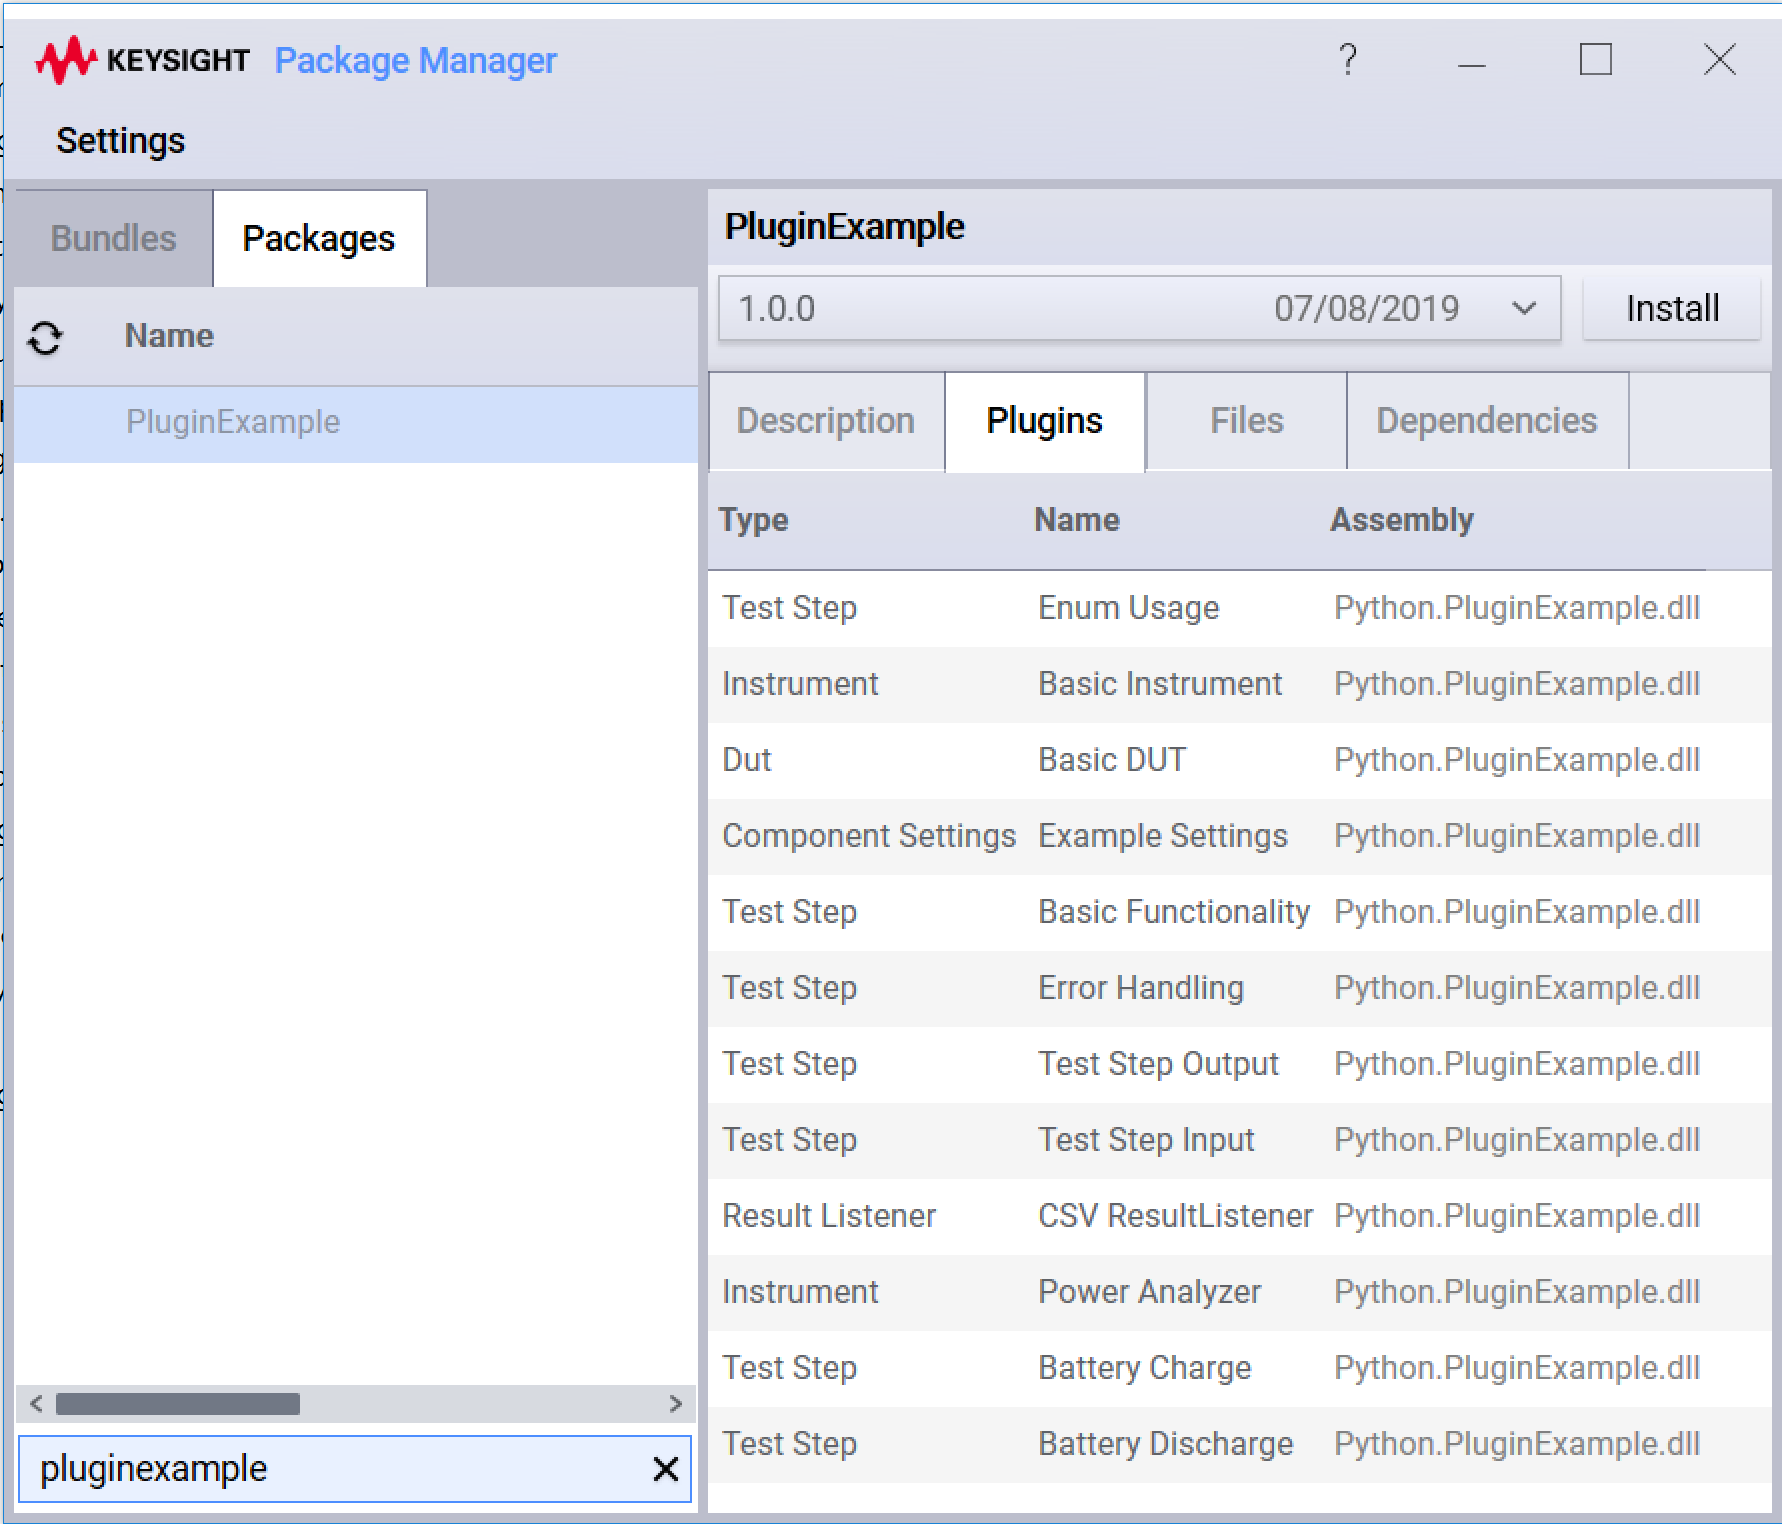 KEYSIGHT Package Manager ?
Settings
Bundles Packages
Name
PluginExample
pluginexample
PluginExample
1.0.0 07/08/2019 Install
Description Plugins Files Dependencies
Type Name Assembly
Test Step Enum Usage Python.PluginExample.dll
Instrument Basic Instrument Python.PluginExample.dll
Dut Basic DUT Python.PluginExample.dll
Component Settings Example Settings Python.PluginExample.dll
Test Step Basic Functionality Python.PluginExample.dll
Test Step Error Handling Python.PluginExample.dll
Test Step Test Step Output Python.PluginExample.dll
Test Step Test Step Input Python.PluginExample.dll
Result Listener CSV ResultListener Python.PluginExample.dll
Instrument Power Analyzer Python.PluginExample.dll
Test Step Battery Charge Python.PluginExample.dll
Test Step Battery Discharge Python.PluginExample.dll